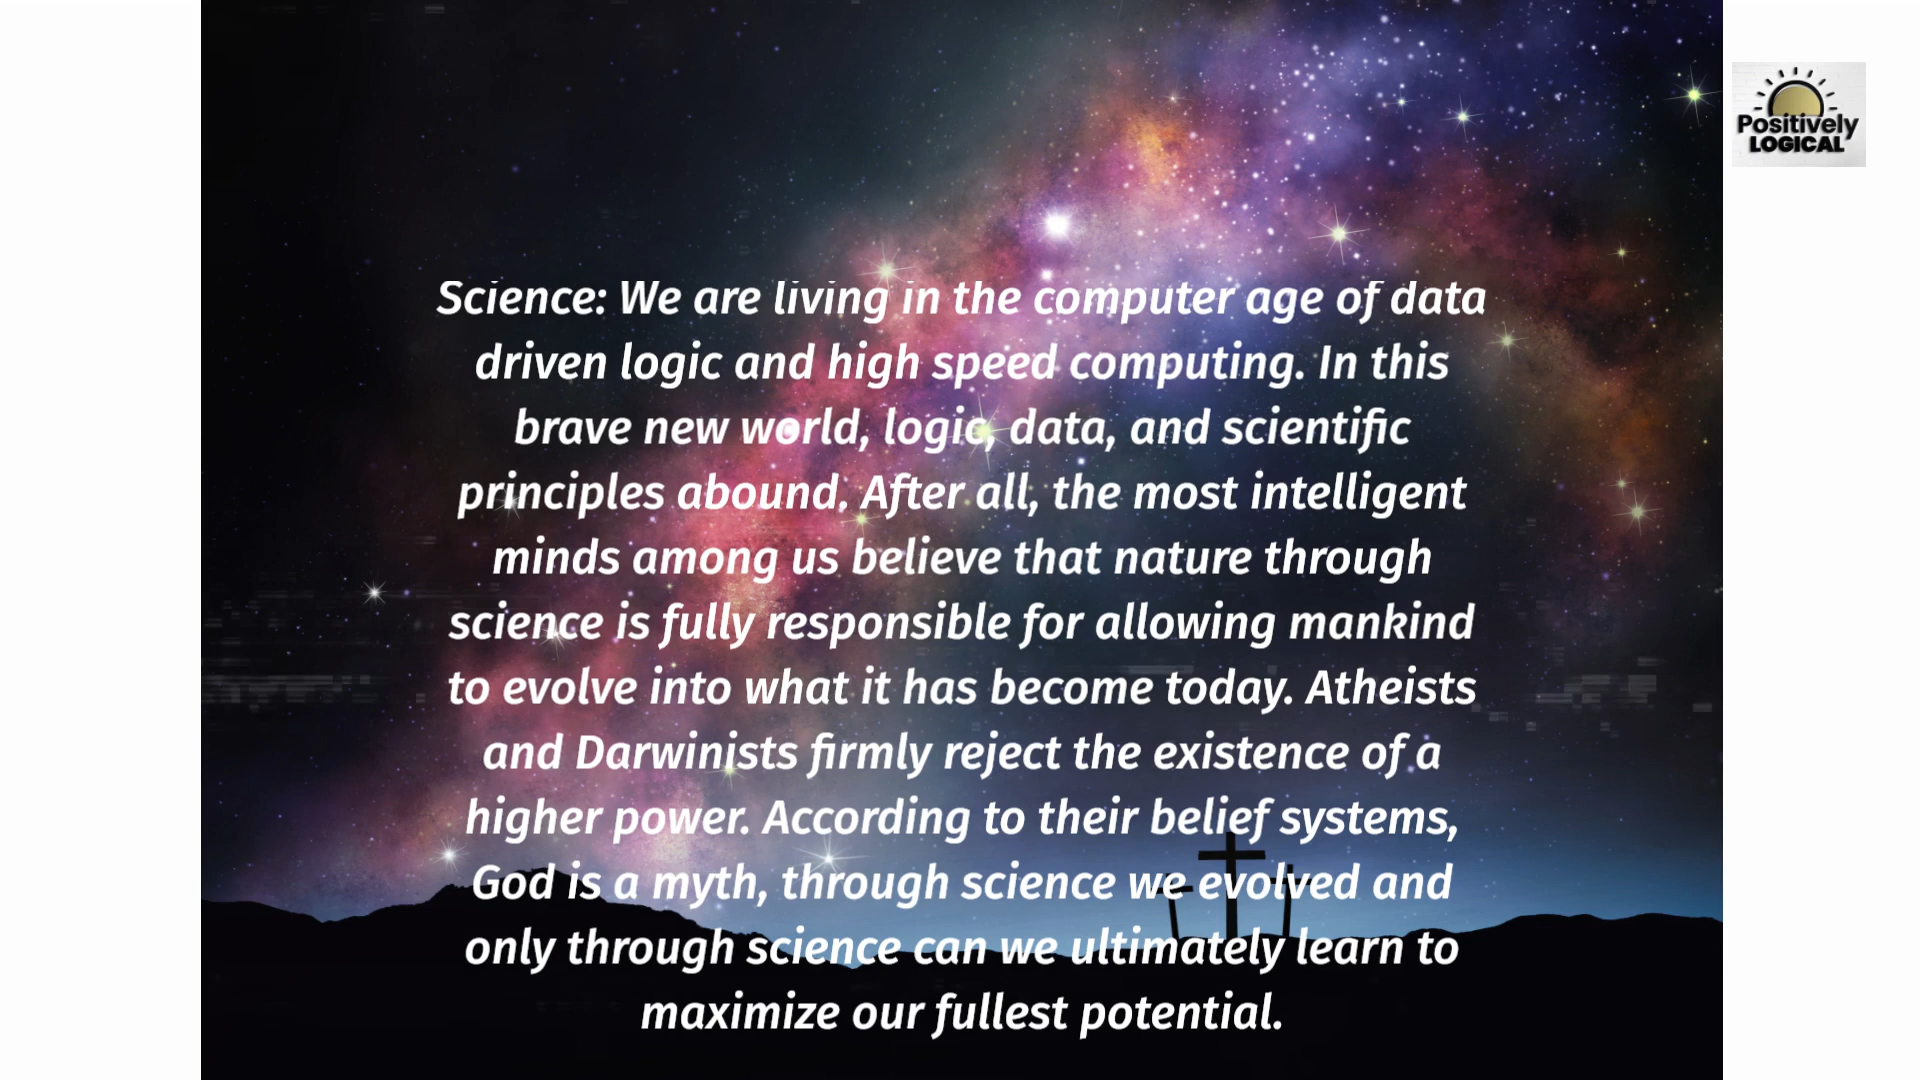 Positively
LOGICAL
Science: We are living in the computer age of data
driven logic and high speed computing. In this
brave new world, logic, data, and scientific
principles abound. After all, the most intelligent
minds among us believe that nature through
science is fully responsible for allowing mankind
to evolve into what it has become today. Atheists
and Darwinists firmly reject the existence of a
higher power. According to their belief systems,
God is a myth, through science we evolved and
only through science can we ultimately learn to
maximize our fullest potential.